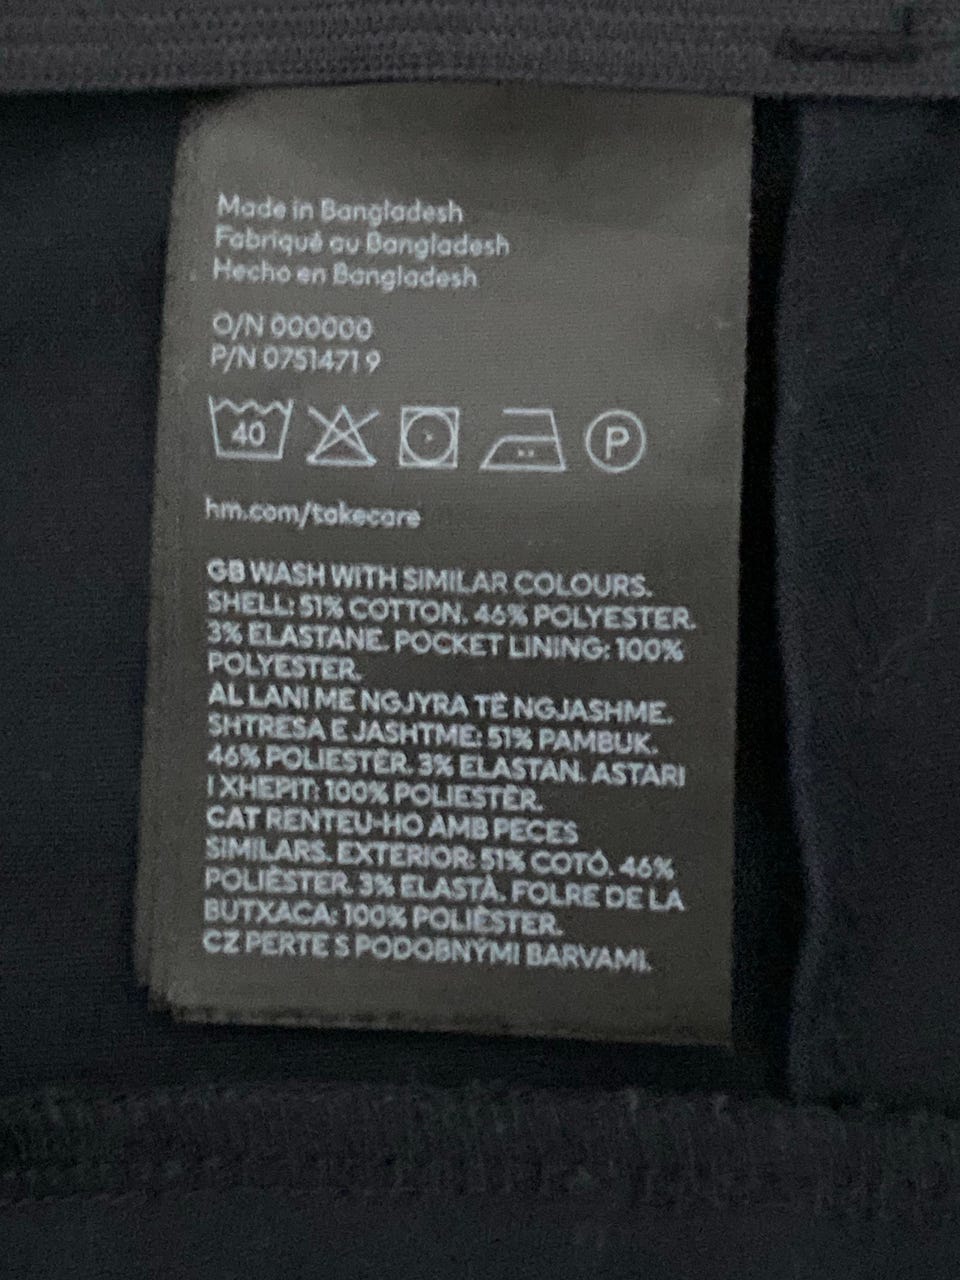 Made in Bangladesh
Fabriqué au Bangladesh
Hecho en Bangladesh
O/N 000000
P/N 0751471 9
40
P
hm.com/takecare
GB WASH WITH SIMILAR COLOURS.
SHELL: 51% COTTON. 46% POLYESTER.
3% ELASTANE. POCKET LINING: 100%
POLYESTER.
AL LANI ME NGJYRA TË NGJASHME.
SHTRESA E JASHTME: 51% PAMBUK.
46% POLIESTËR. 3% ELASTAN. ASTARI
I XHEPIT: 100% POLIESTËR.
CAT RENTEU-HO AMB PECES
SIMILARS. EXTERIOR: 51% COTÓ. 46%
POLIÈSTER. 3% ELASTÀ. FOLRE DE LA
BUTXACA: 100% POLIÈSTER.
CZ PERTE S PODOBNÝMI BARVAMI.